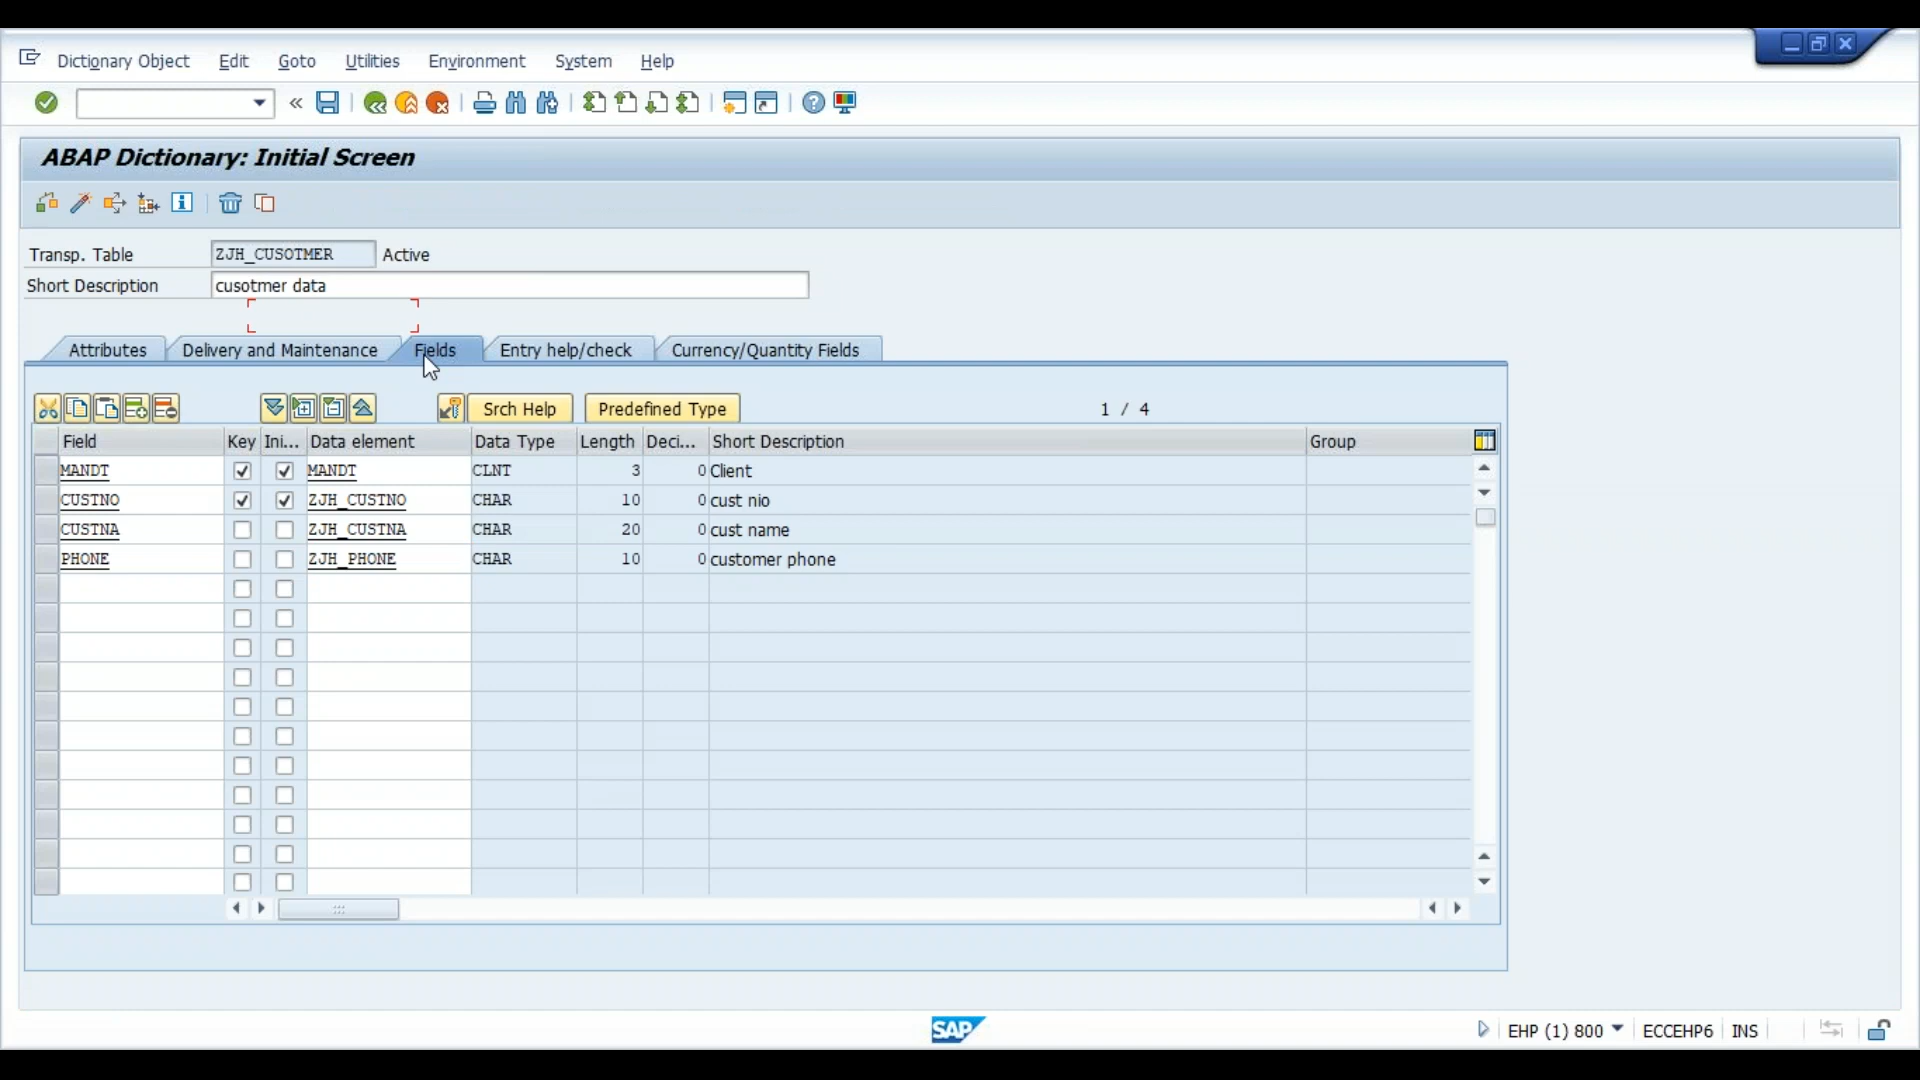 Dictionary Object Edit Goto Utilities Environment System Help
ABAP Dictionary: Initial Screen
Transp. Table ZJH_CUSOTMER Active
Short Description cusotmer data
Attributes Delivery and Maintenance Fields Entry help/check Currency/Quantity Fields
Srch Help Predefined Type 1 / 4
Field Key Ini... Data element Data Type Length Deci... Short Description Group
MANDT MANDT CLNT 3 0 Client
CUSTNO ZJH_CUSTNO CHAR 10 0 cust nio
CUSTNA ZJH_CUSTNA CHAR 20 0 cust name
PHONE ZJH_PHONE CHAR 10 0 customer phone
SAP EHP (1) 800 ECCEHP6 INS